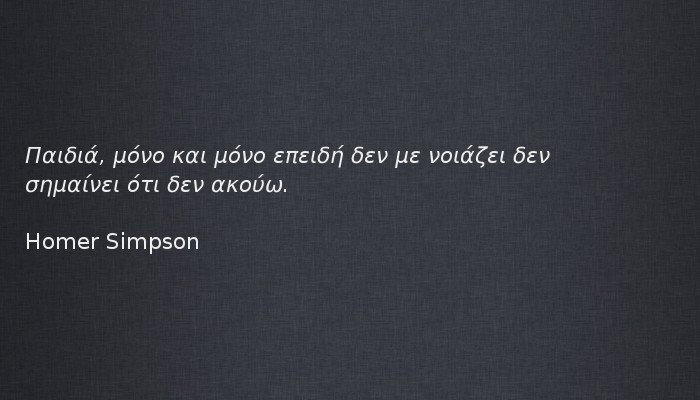 Παιδιά, μόνο και μόνο επειδή δεν με νοιάζει δεν
σημαίνει ότι δεν ακούω.
Homer Simpson